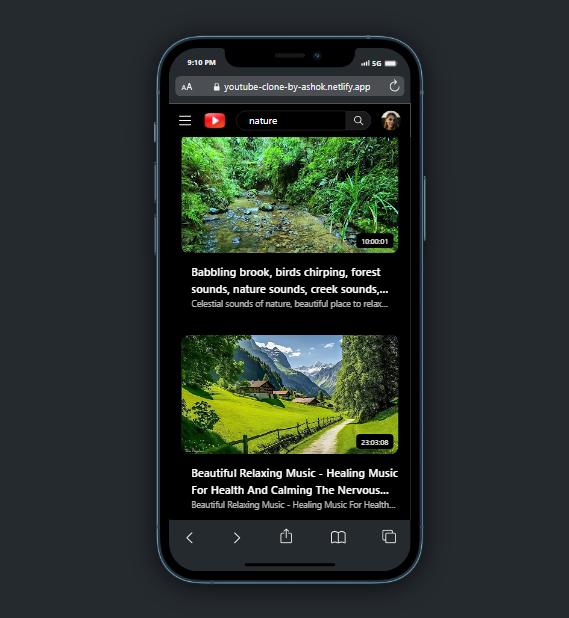 9:10 PM
5G
AA
youtube-clone-by-ashok.netlify.app
nature
10:00:01
Babbling brook, birds chirping, forest
sounds, nature sounds, creek sounds,...
Celestial sounds of nature, beautiful place to relax...
23:03:08
Beautiful Relaxing Music - Healing Music
For Health And Calming The Nervous...
Beautiful Relaxing Music - Healing Music For Health...